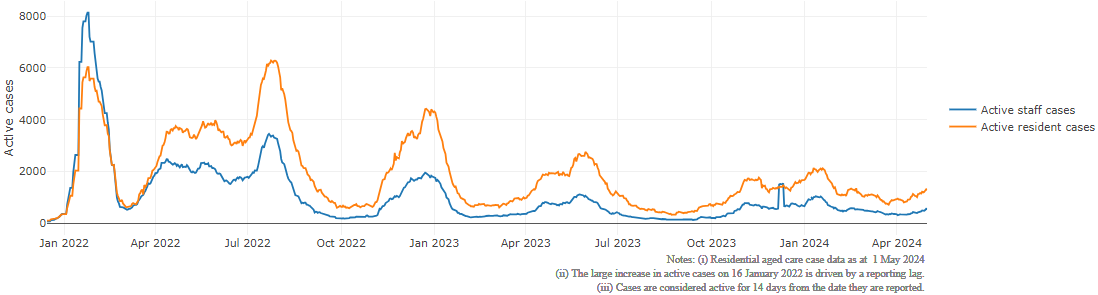 8000
6000
4000
2000
0
Active cases
Jan 2022
Apr 2022
Jul 2022
Oct 2022
Jan 2023
Apr 2023
Jul 2023
Oct 2023
Jan 2024
Apr 2024
Active staff cases
Active resident cases
Notes: (i) Residential aged care case data as at 1 May 2024
(ii) The large increase in active cases on 16 January 2022 is driven by a reporting lag.
(iii) Cases are considered active for 14 days from the date they are reported.